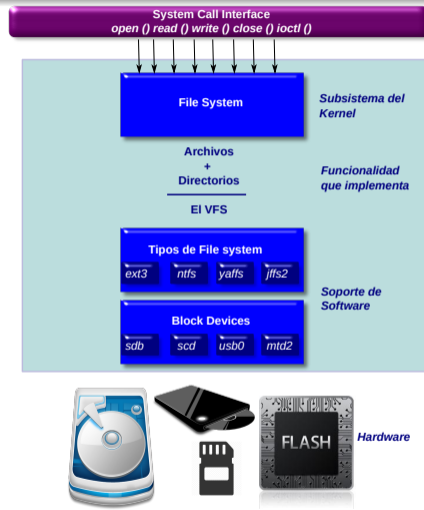 System Call Interface
open () read () write () close () ioctl ()
File System
Subsistema del
Kernel
Archivos
+
Directorios
Funcionalidad
que implementa
El VFS
Tipos de File system
ext3 ntfs yaffs jffs2
Soporte de
Software
Block Devices
sdb scd usb0 mtd2
FLASH
Hardware